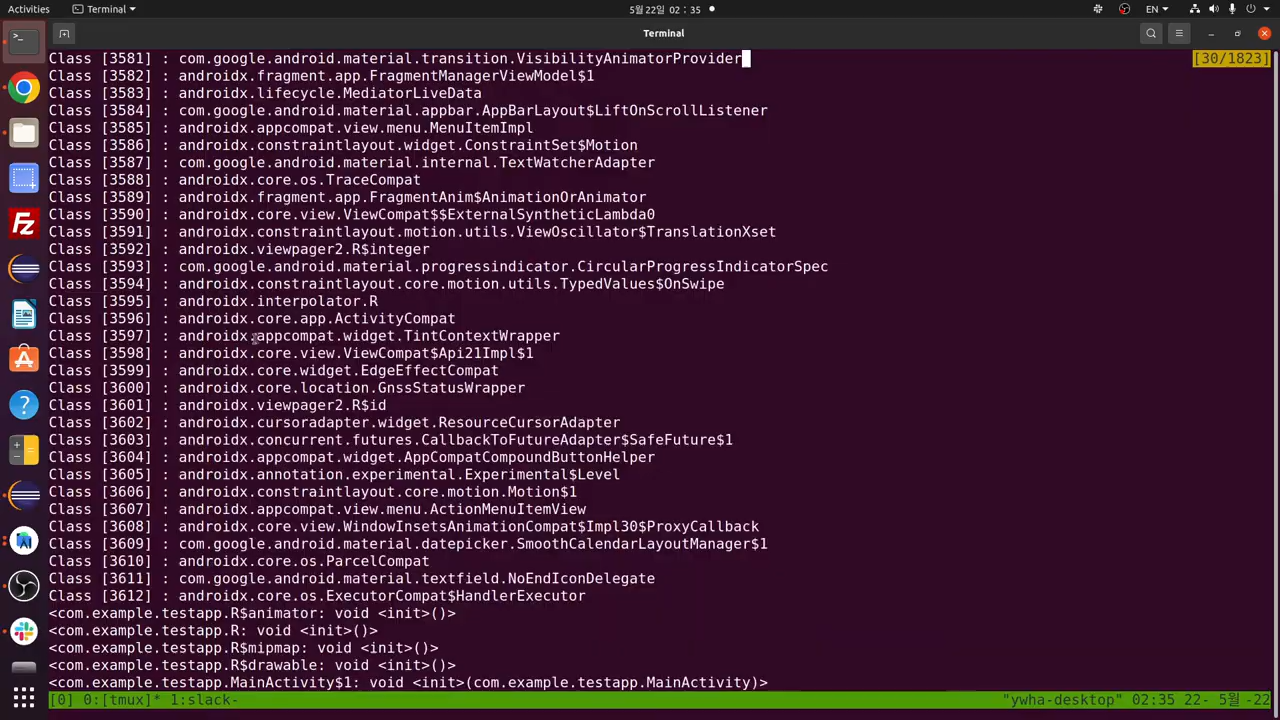 Activities
Terminal
5월 22일 02 : 35
EN
Terminal
Class [3581] : com.google.android.material.transition.VisibilityAnimatorProvider
[30/1823]
Class [3582] : androidx.fragment.app.FragmentManagerViewModel$1
Class [3583] : androidx.lifecycle.MediatorLiveData
Class [3584] : com.google.android.material.appbar.AppBarLayout$LiftOnScrollListener
Class [3585] : androidx.appcompat.view.menu.MenuItemImpl
Class [3586] : androidx.constraintlayout.widget.ConstraintSet$Motion
Class [3587] : com.google.android.material.internal.TextWatcherAdapter
Class [3588] : androidx.core.os.TraceCompat
Class [3589] : androidx.fragment.app.FragmentAnim$AnimationOrAnimator
Class [3590] : androidx.core.view.ViewCompat$$ExternalSyntheticLambda0
Class [3591] : androidx.constraintlayout.motion.utils.ViewOscillator$TranslationXset
Class [3592] : androidx.viewpager2.R$integer
Class [3593] : com.google.android.material.progressindicator.CircularProgressIndicatorSpec
Class [3594] : androidx.constraintlayout.core.motion.utils.TypedValues$OnSwipe
Class [3595] : androidx.interpolator.R
Class [3596] : androidx.core.app.ActivityCompat
Class [3597] : androidx.appcompat.widget.TintContextWrapper
Class [3598] : androidx.core.view.ViewCompat$Api21Impl$1
Class [3599] : androidx.core.widget.EdgeEffectCompat
Class [3600] : androidx.core.location.GnssStatusWrapper
Class [3601] : androidx.viewpager2.R$id
Class [3602] : androidx.cursoradapter.widget.ResourceCursorAdapter
Class [3603] : androidx.concurrent.futures.CallbackToFutureAdapter$SafeFuture$1
Class [3604] : androidx.appcompat.widget.AppCompatCompoundButtonHelper
Class [3605] : androidx.annotation.experimental.Experimental$Level
Class [3606] : androidx.constraintlayout.core.motion.Motion$1
Class [3607] : androidx.appcompat.view.menu.ActionMenuItemView
Class [3608] : androidx.core.view.WindowInsetsAnimationCompat$Impl30$ProxyCallback
Class [3609] : com.google.android.material.datepicker.SmoothCalendarLayoutManager$1
Class [3610] : androidx.core.os.ParcelCompat
Class [3611] : com.google.android.material.textfield.NoEndIconDelegate
Class [3612] : androidx.core.os.ExecutorCompat$HandlerExecutor
<com.example.testapp.R$animator: void <init>()>
<com.example.testapp.R: void <init>()>
<com.example.testapp.R$mipmap: void <init>()>
<com.example.testapp.R$drawable: void <init>()>
<com.example.testapp.MainActivity$1: void <init>(com.example.testapp.MainActivity)>
[0] 0:[tmux]* 1:slack-
"ywha-desktop" 02:35 22- 5월 -22